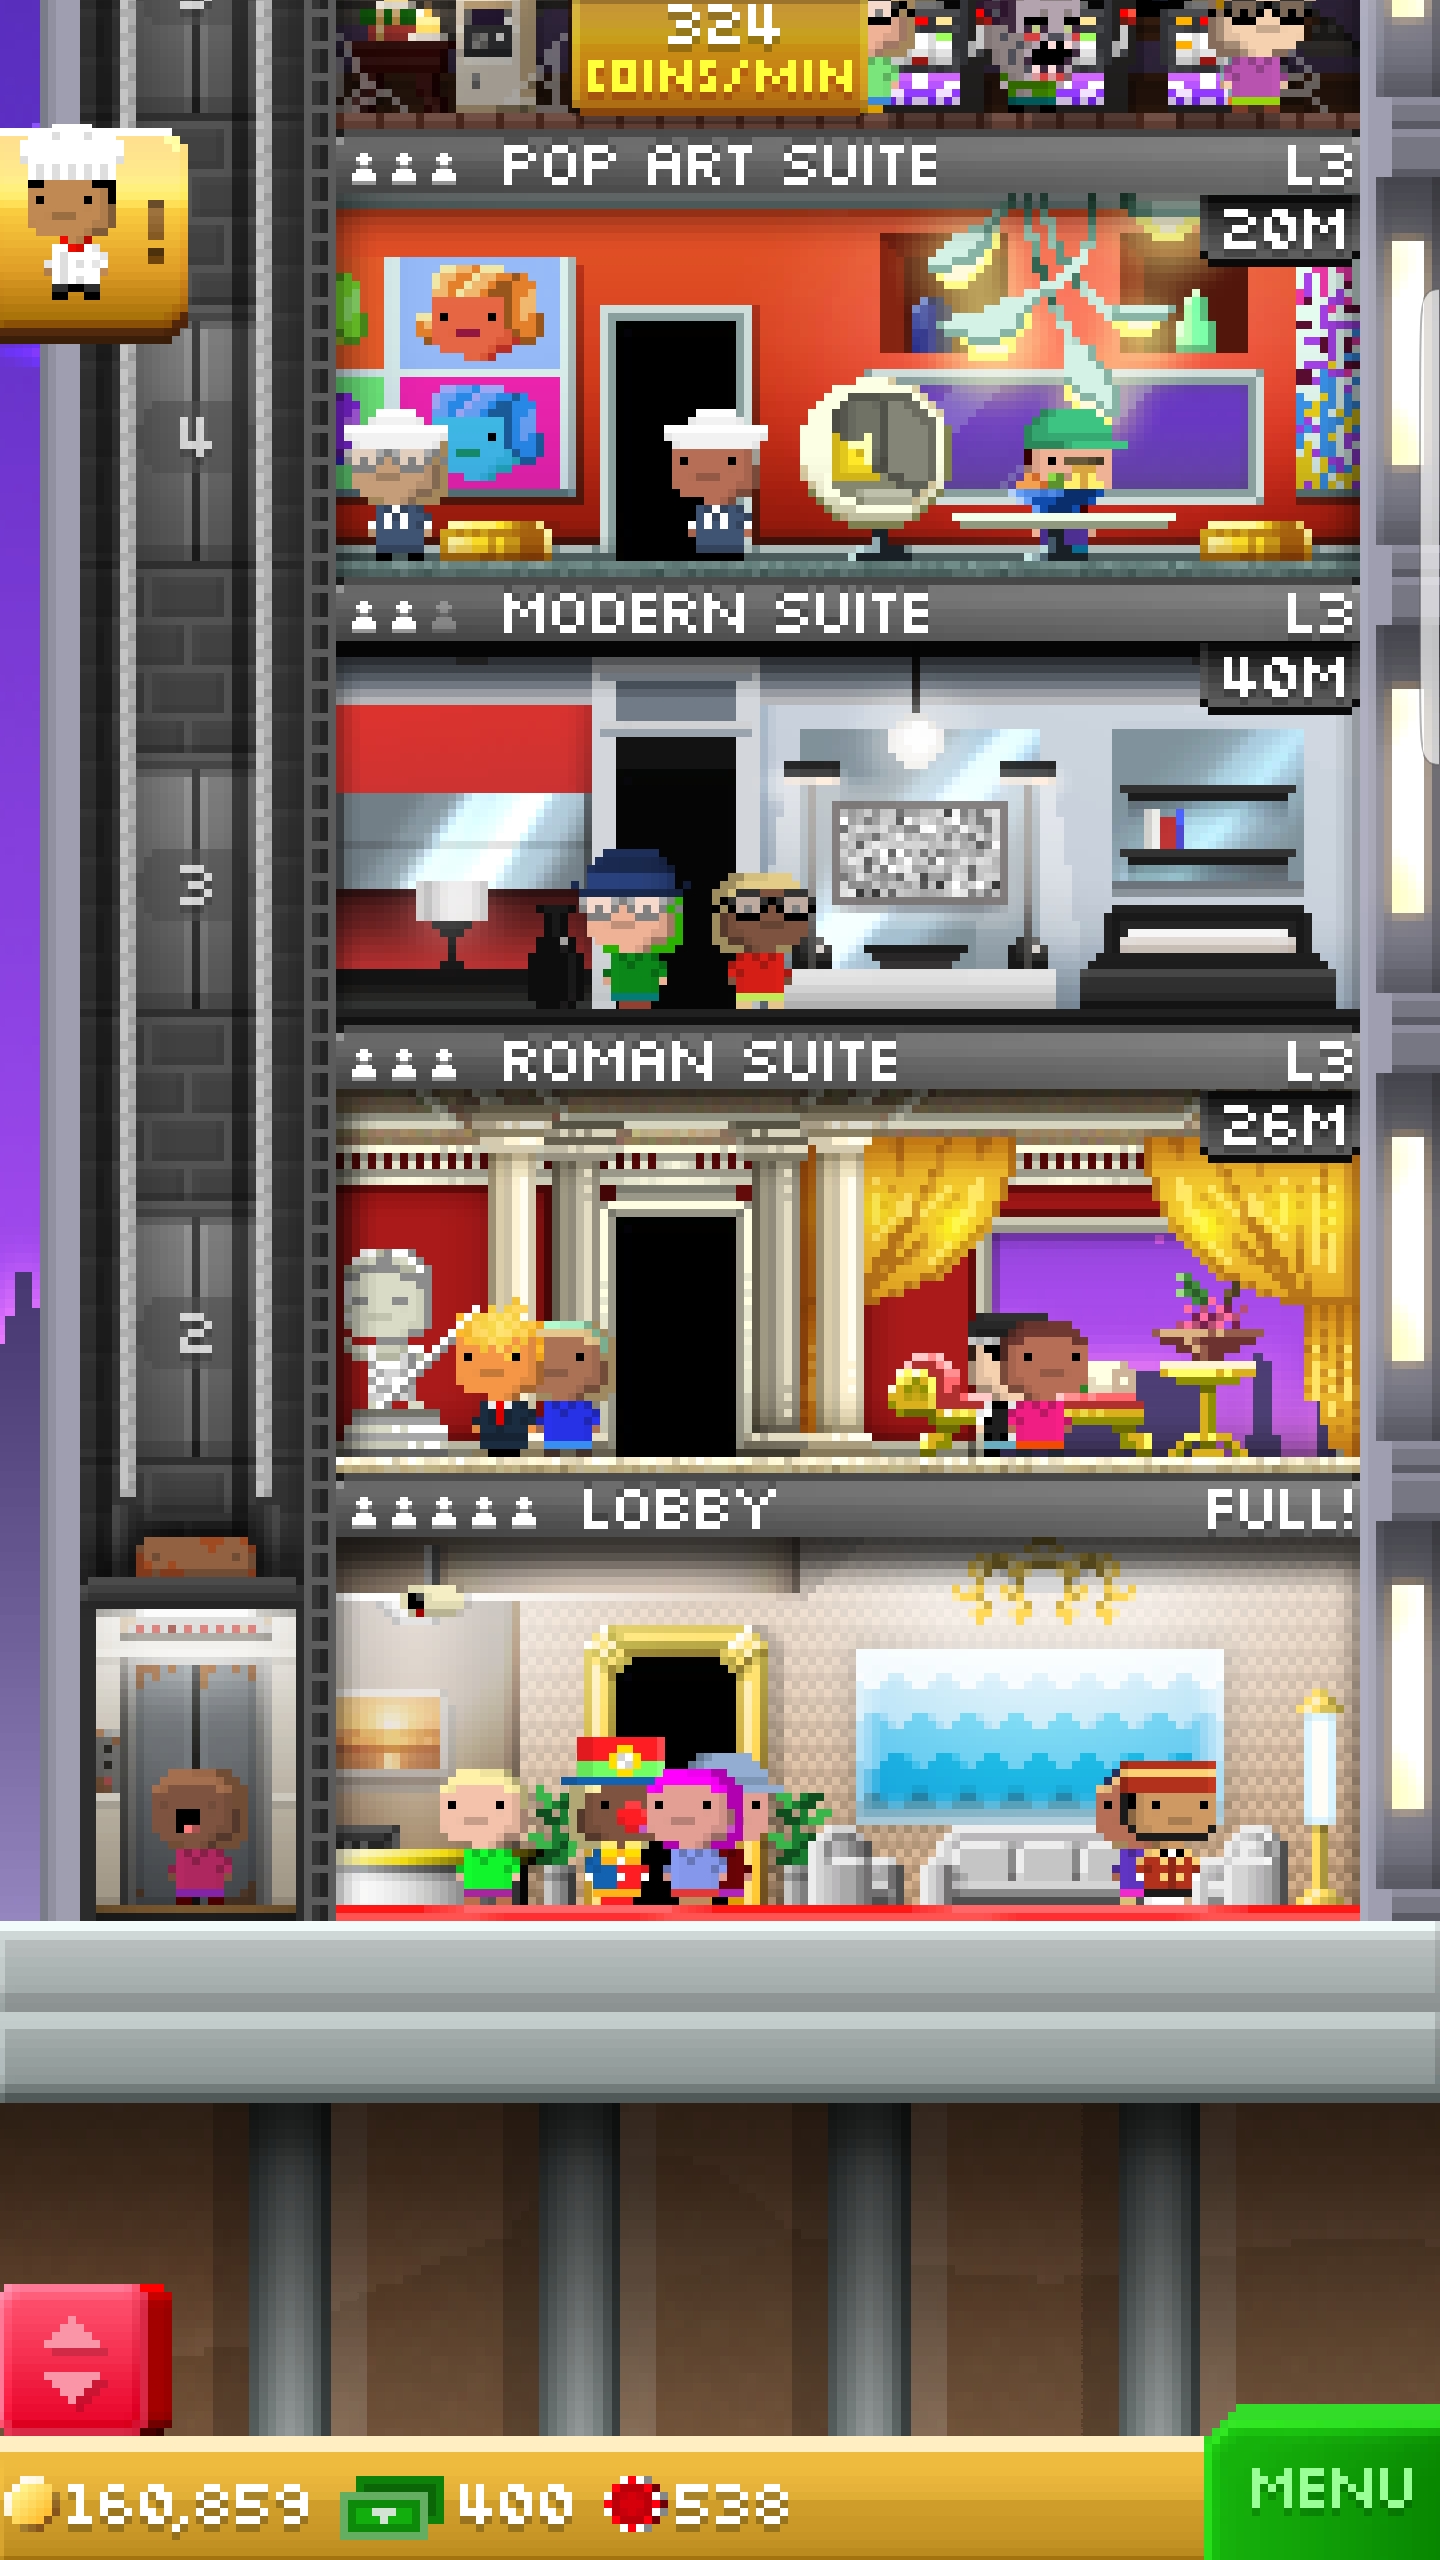 324
COINS/MIN
POP ART SUITE L3
20M
!
4
MODERN SUITE L3
40M
3
ROMAN SUITE L3
26M
2
LOBBY FULL!
160,859 400 538
MENU